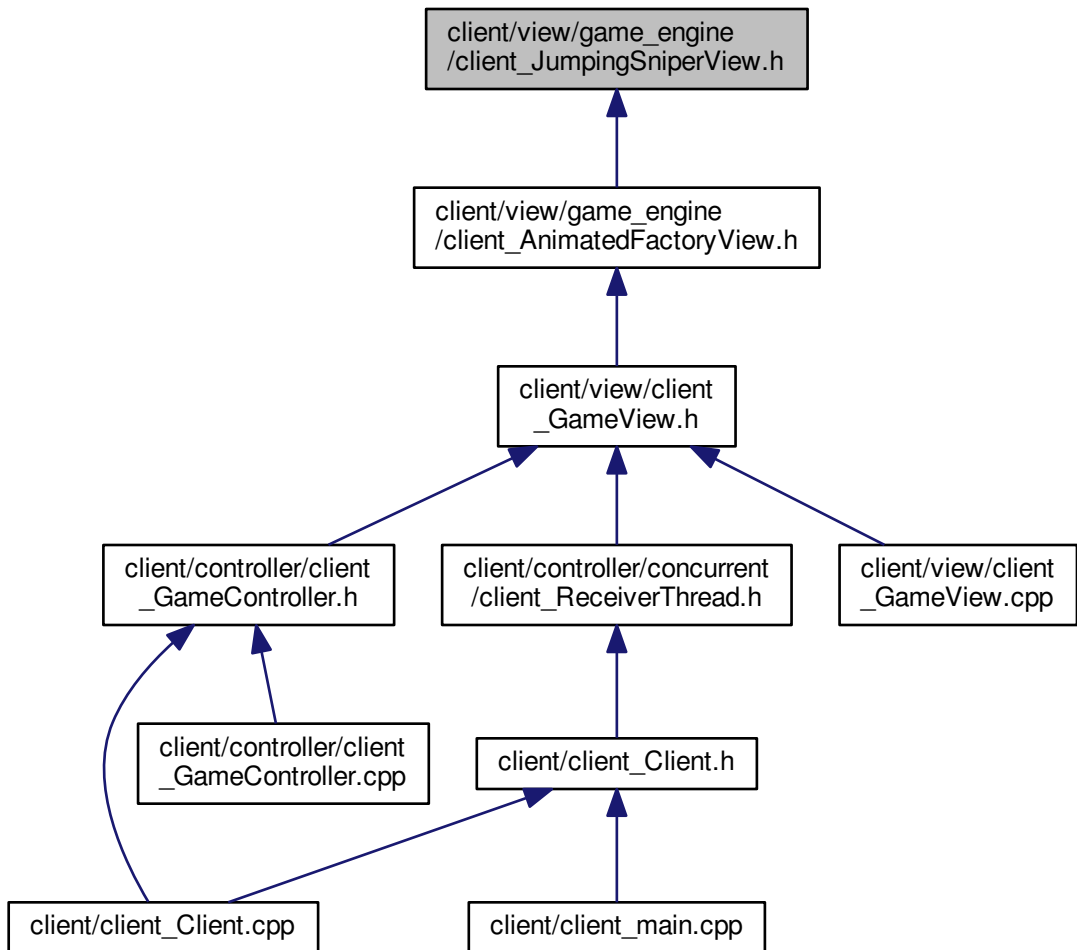 client/view/game_engine
/client_JumpingSniperView.h
client/view/game_engine
/client_AnimatedFactoryView.h
client/view/client
_GameView.h
client/controller/client
_GameController.h
client/controller/concurrent
/client_ReceiverThread.h
client/view/client
_GameView.cpp
client/controller/client
_GameController.cpp
client/client_Client.h
client/client_Client.cpp
client/client_main.cpp